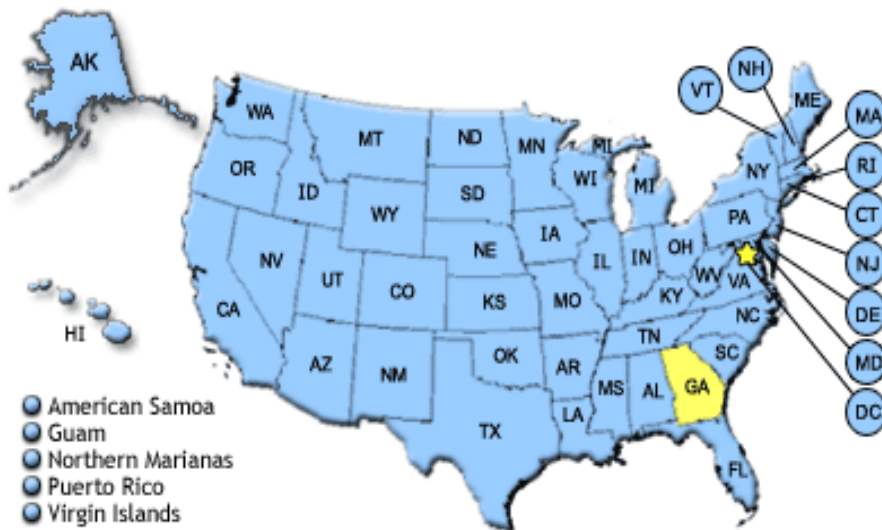 AK
WA
OR
CA
NV
ID
MT
WY
UT
AZ
CO
NM
ND
SD
NE
KS
OK
TX
MN
IA
MO
AR
LA
WI
IL
MI
MI
IN
OH
KY
TN
MS
AL
GA
FL
SC
NC
VA
WV
PA
NY
ME
VT
NH
MA
RI
CT
NJ
DE
MD
DC
HI
American Samoa
Guam
Northern Marianas
Puerto Rico
Virgin Islands